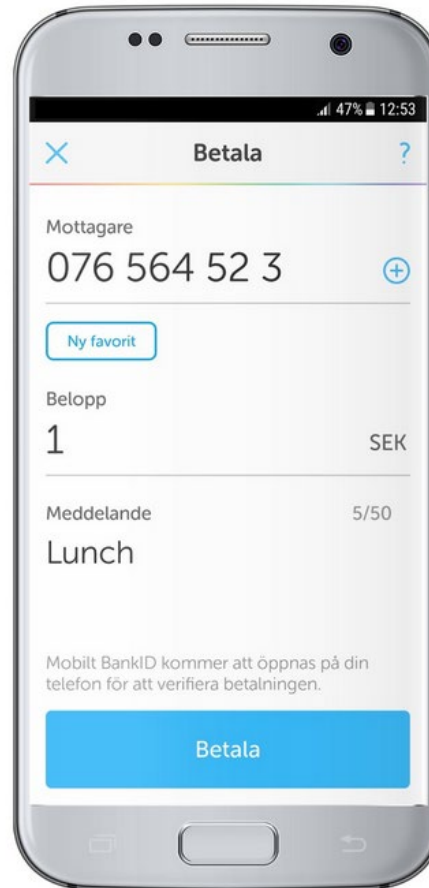 47% 12:53
Betala ?
Mottagare
076 564 52 3
Ny favorit
Belopp
1 SEK
Meddelande 5/50
Lunch
Mobilt BankID kommer att öppnas på din
telefon för att verifiera betalningen.
Betala